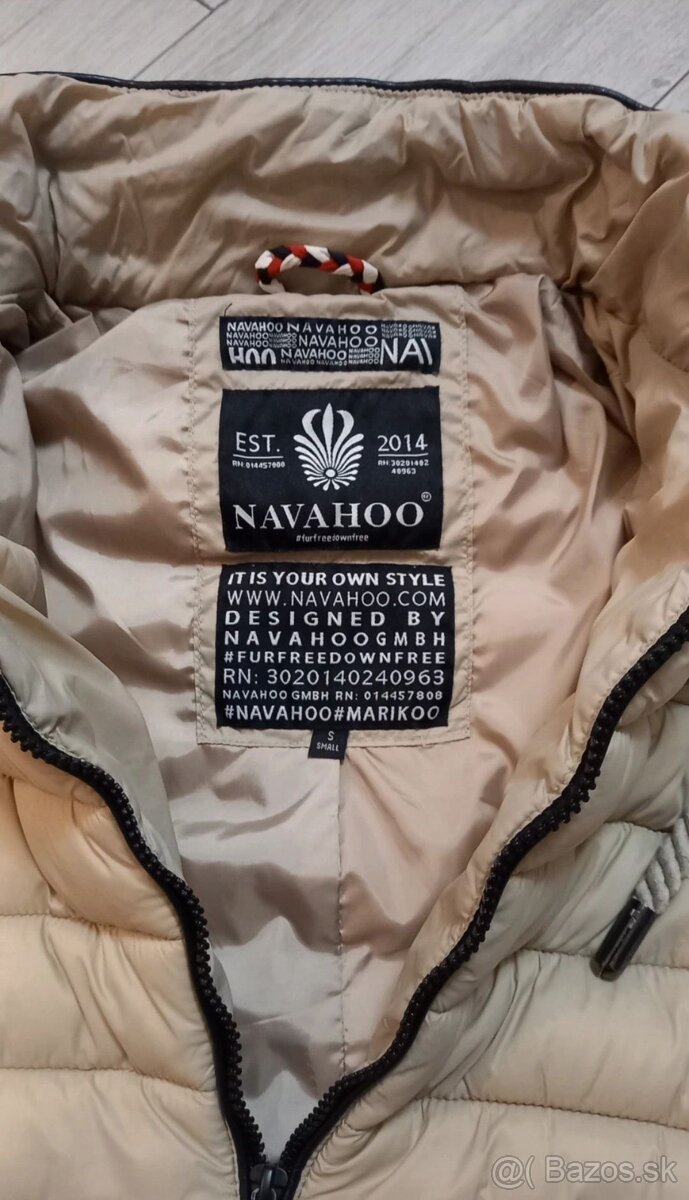 NAVAHOO NAVAHOO
NAVAHOO
HOO NAVAHOO NAV
EST. 2014
RN:014457808 RN:30201402
40963
NAVAHOO
#furfreedownfree
IT IS YOUR OWN STYLE
WWW.NAVAHOO.COM
DESIGNED BY
NAVAHOOGMBH
#FURFREEDOWNFREE
RN: 3020140240963
NAVAHOO GMBH RN: 014457808
#NAVAHOO#MARIKOO
S
SMALL
@( Bazos.sk